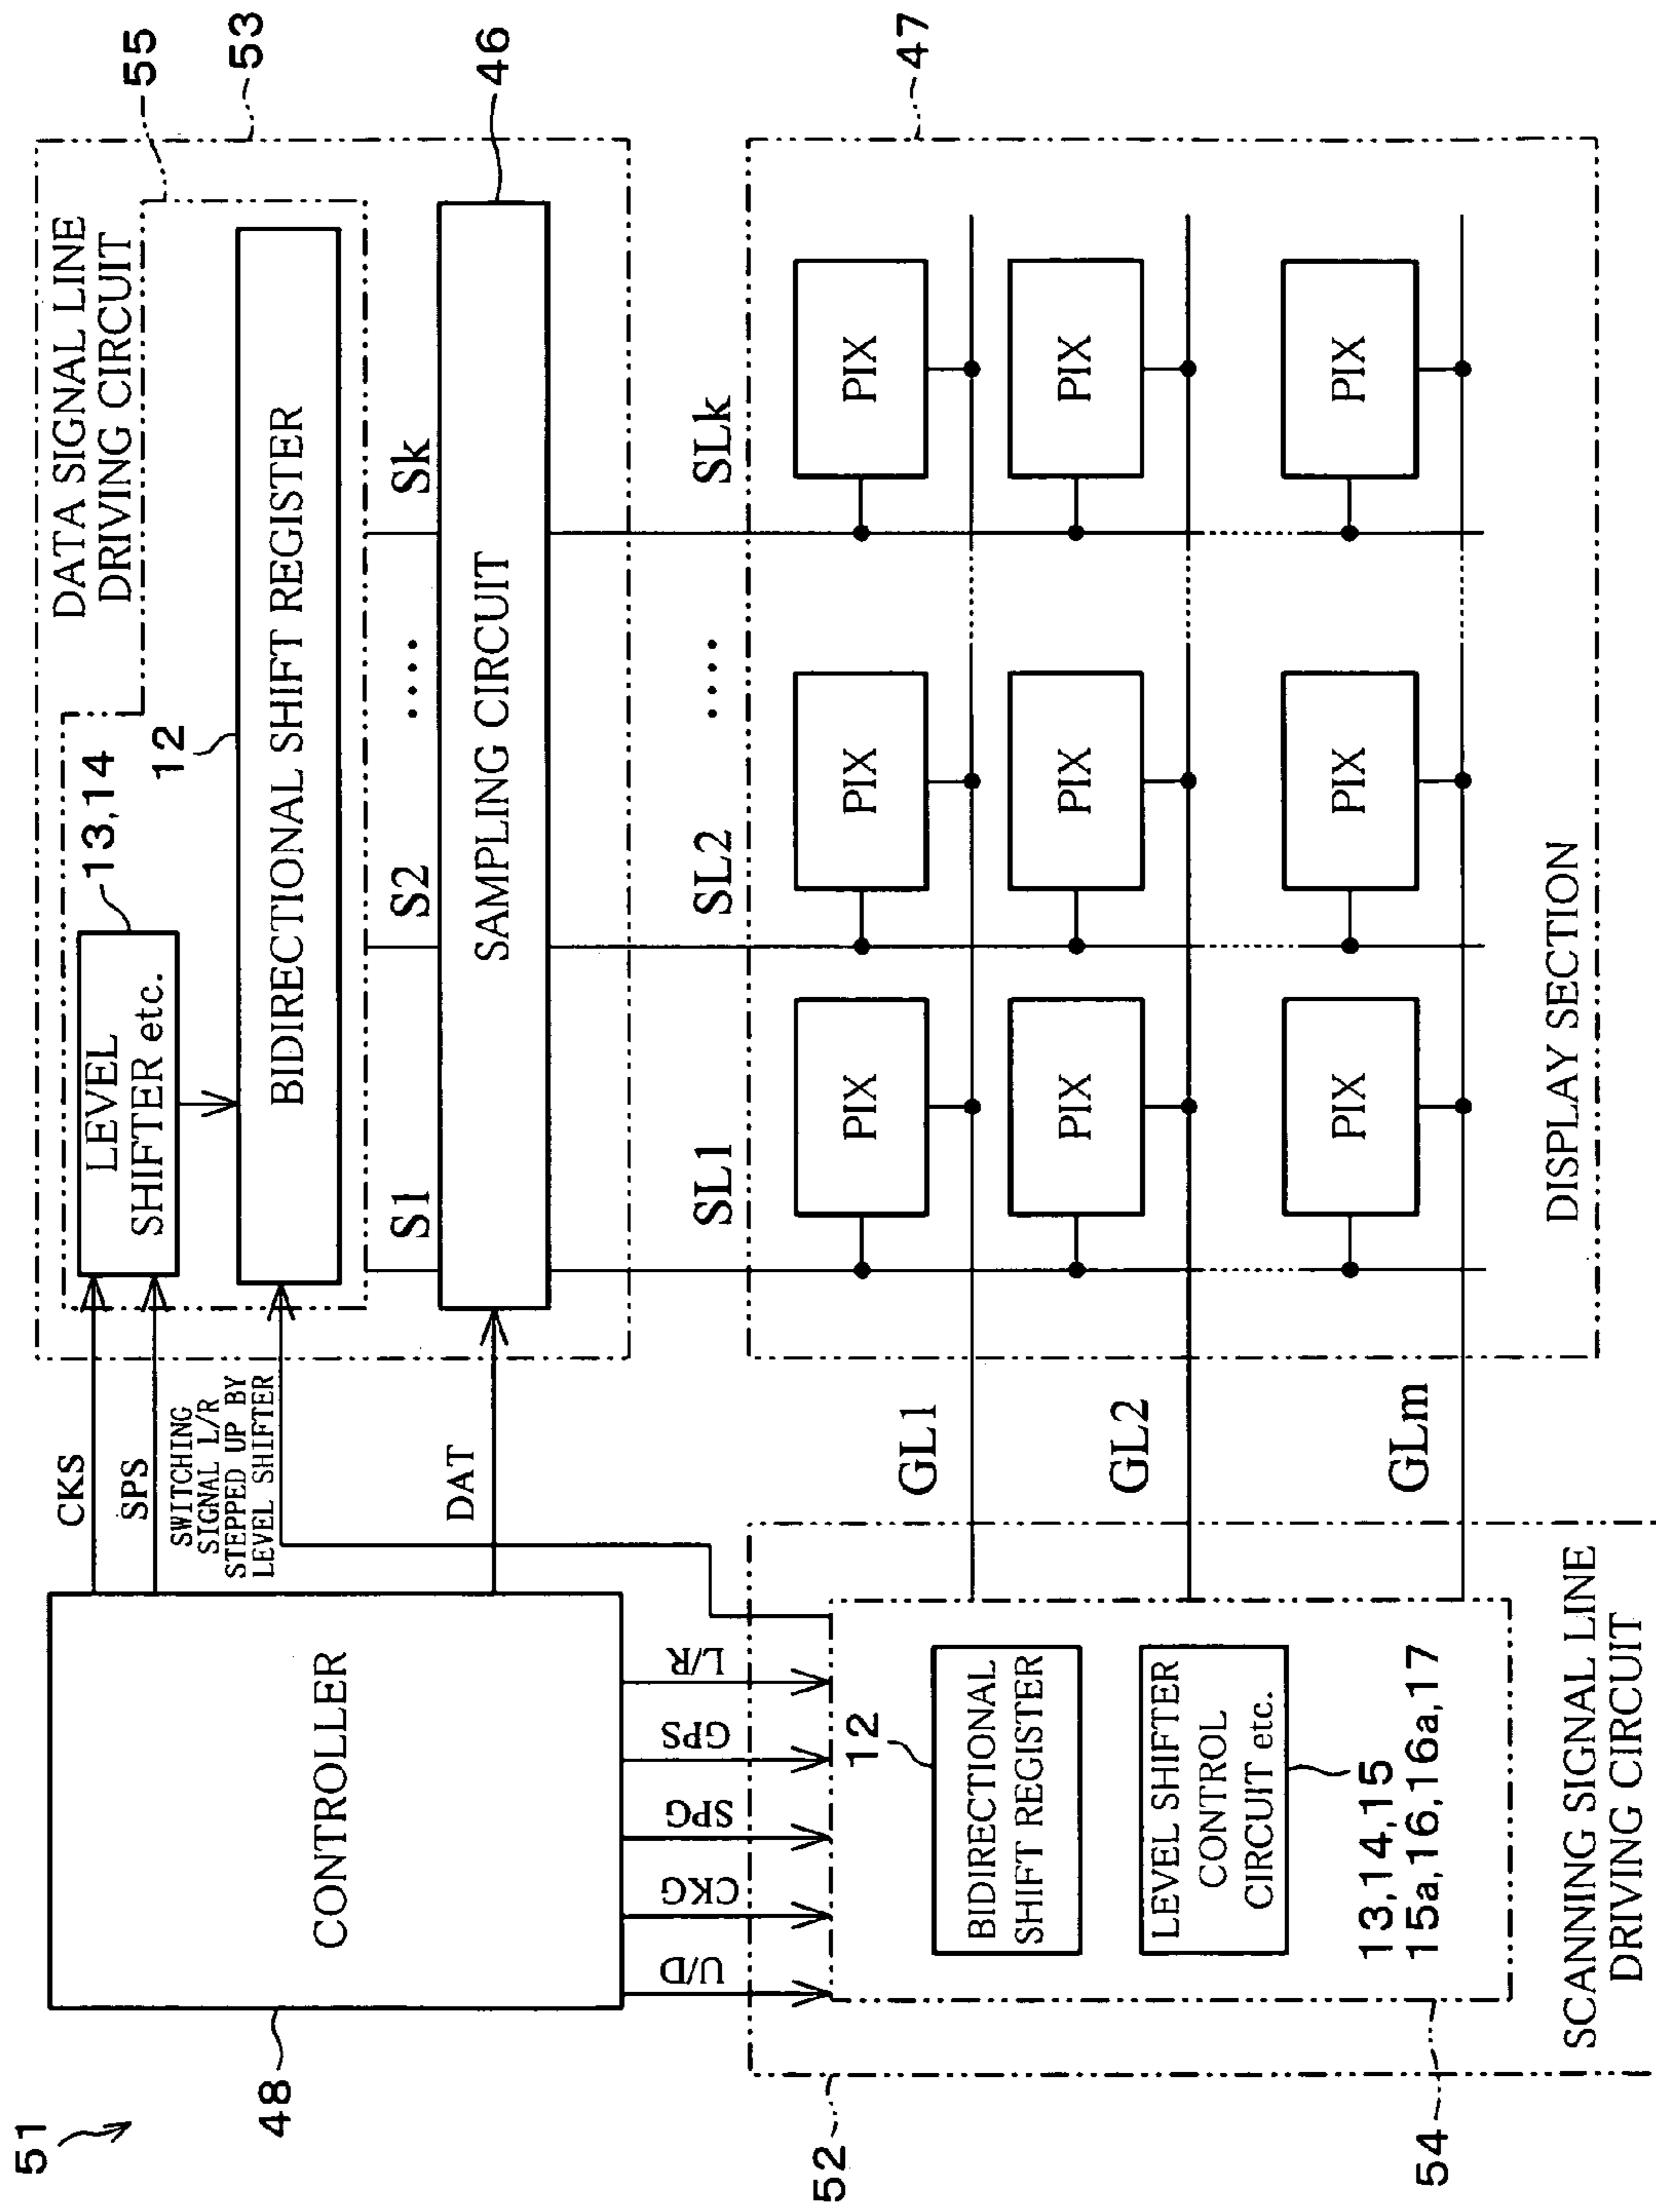 51
48
CONTROLLER
CKS
SPS
SWITCHING
SIGNAL L/R
STEPPED UP BY
LEVEL SHIFTER
DAT
DATA SIGNAL LINE
DRIVING CIRCUIT
55
53
LEVEL
SHIFTER etc.
13,14
12
BIDIRECTIONAL SHIFT REGISTER
S1
S2
....
Sk
SAMPLING CIRCUIT
46
U/D
CKG
SPG
GPS
L/R
SL1
SL2
....
SLk
47
52
12
BIDIRECTIONAL
SHIFT REGISTER
LEVEL SHIFTER
CONTROL
CIRCUIT etc.
13,14,15
15a,16,16a,17
54
SCANNING SIGNAL LINE
DRIVING CIRCUIT
GL1
GL2
GLm
PIX
PIX
PIX
PIX
PIX
PIX
PIX
PIX
PIX
DISPLAY SECTION